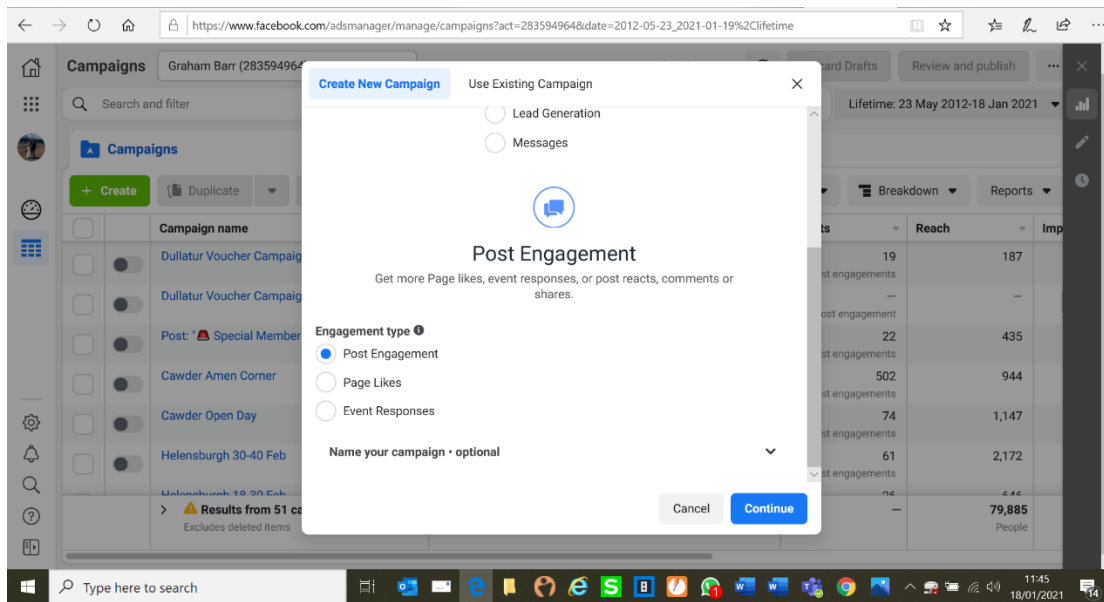 https://www.facebook.com/adsmanager/manage/campaigns?act=283594964&date=2012-05-23_2021-01-19%2Clifetime
Campaigns Graham Barr (283594964 card Drafts Review and publish
Create New Campaign Use Existing Campaign
Search and filter Lifetime: 23 May 2012-18 Jan 2021
Lead Generation
Messages
Campaigns
+ Create Duplicate Breakdown Reports
Campaign name ts Reach Imp
Post Engagement
Get more Page likes, event responses, or post reacts, comments or
shares.
Dullatur Voucher Campaig 19 187
st engagements
Dullatur Voucher Campaig — —
ost engagement
Engagement type
Post Engagement
Page Likes
Event Responses
Post: "🚨 Special Member 22 435
st engagements
Cawder Amen Corner 502 944
st engagements
Cawder Open Day 74 1,147
st engagements
Name your campaign • optional
Helensburgh 30-40 Feb 61 2,172
st engagements
Cancel Continue
Results from 51 ca — 79,885
Excludes deleted items People
Type here to search
11:45
18/01/2021
14